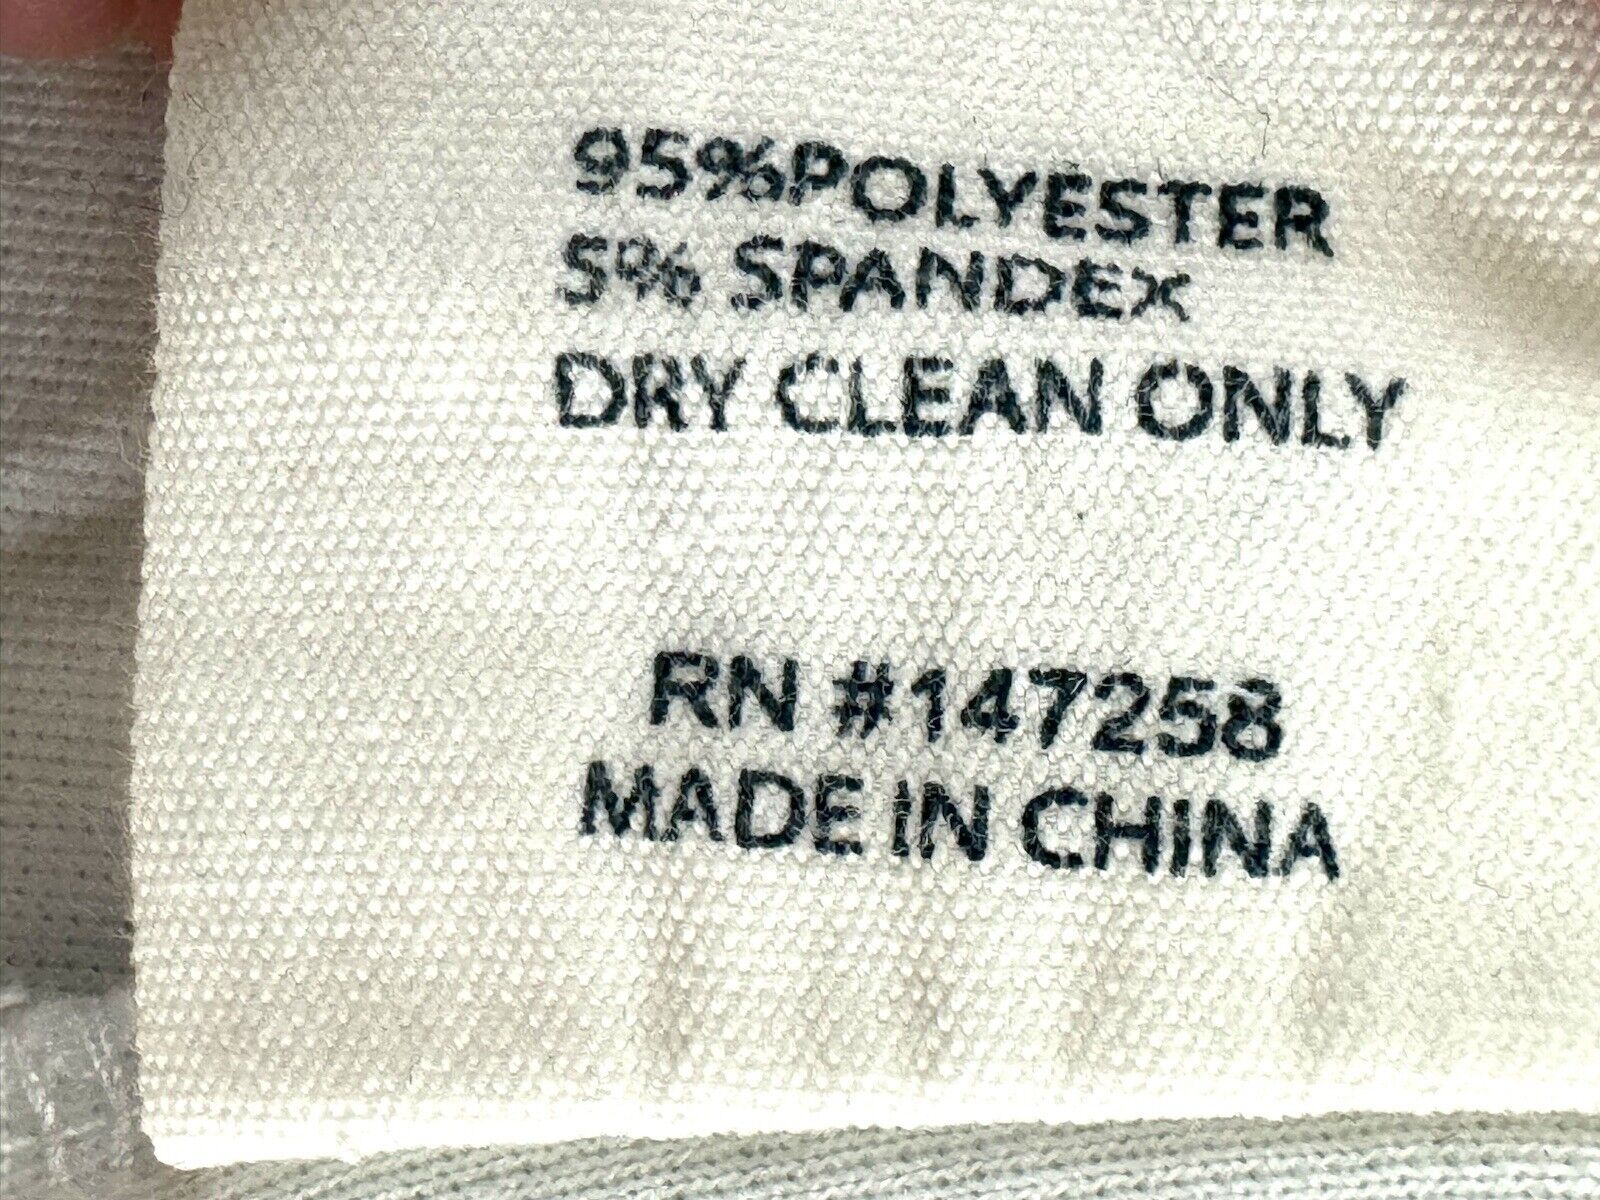 95%POLYESTER
5% SPANDEX
DRY CLEAN ONLY
RN #147258
MADE IN CHINA